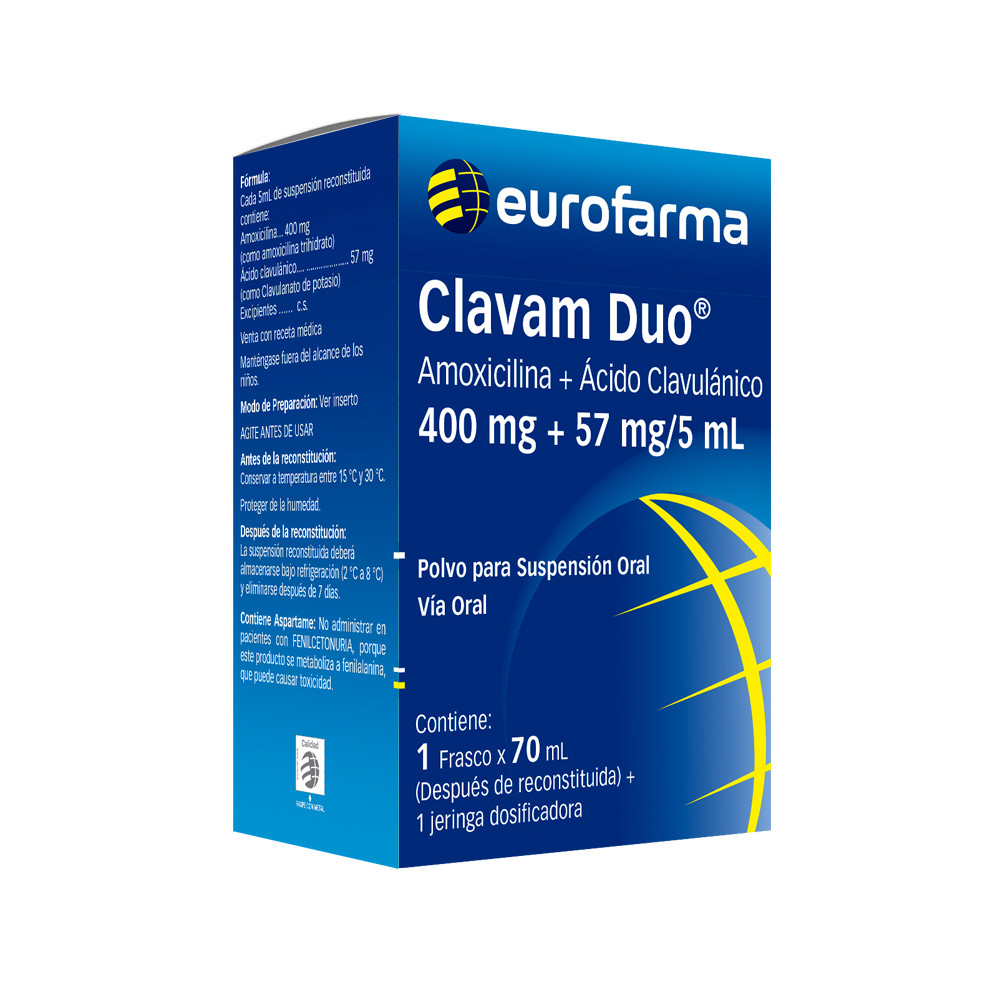 Fórmula:
Cada 5mL de suspensión reconstituida
contiene:
Amoxicilina... 400 mg
(como amoxicilina trihidrato)
Ácido clavulánico.... ................... 57 mg
(como Clavulanato de potasio)
Excipientes ...... c.s.
Venta con receta médica
Manténgase fuera del alcance de los
niños.
Modo de Preparación: Ver inserto
AGITE ANTES DE USAR
Antes de la reconstitución:
Conservar a temperatura entre 15 °C y 30 °C.
Proteger de la humedad.
Después de la reconstitución:
La suspensión reconstituida deberá
almacenarse bajo refrigeración (2 °C a 8 °C)
y eliminarse después de 7 días.
Contiene Aspartame: No administrar en
pacientes con FENILCETONURIA, porque
este producto se metaboliza a fenilalanina,
que puede causar toxicidad.
Calidad
RASPE CON METAL
eurofarma
Clavam Duo®
Amoxicilina + Ácido Clavulánico
400 mg + 57 mg/5 mL
Polvo para Suspensión Oral
Vía Oral
Contiene:
1 Frasco x 70 mL
(Después de reconstituida) +
1 jeringa dosificadora